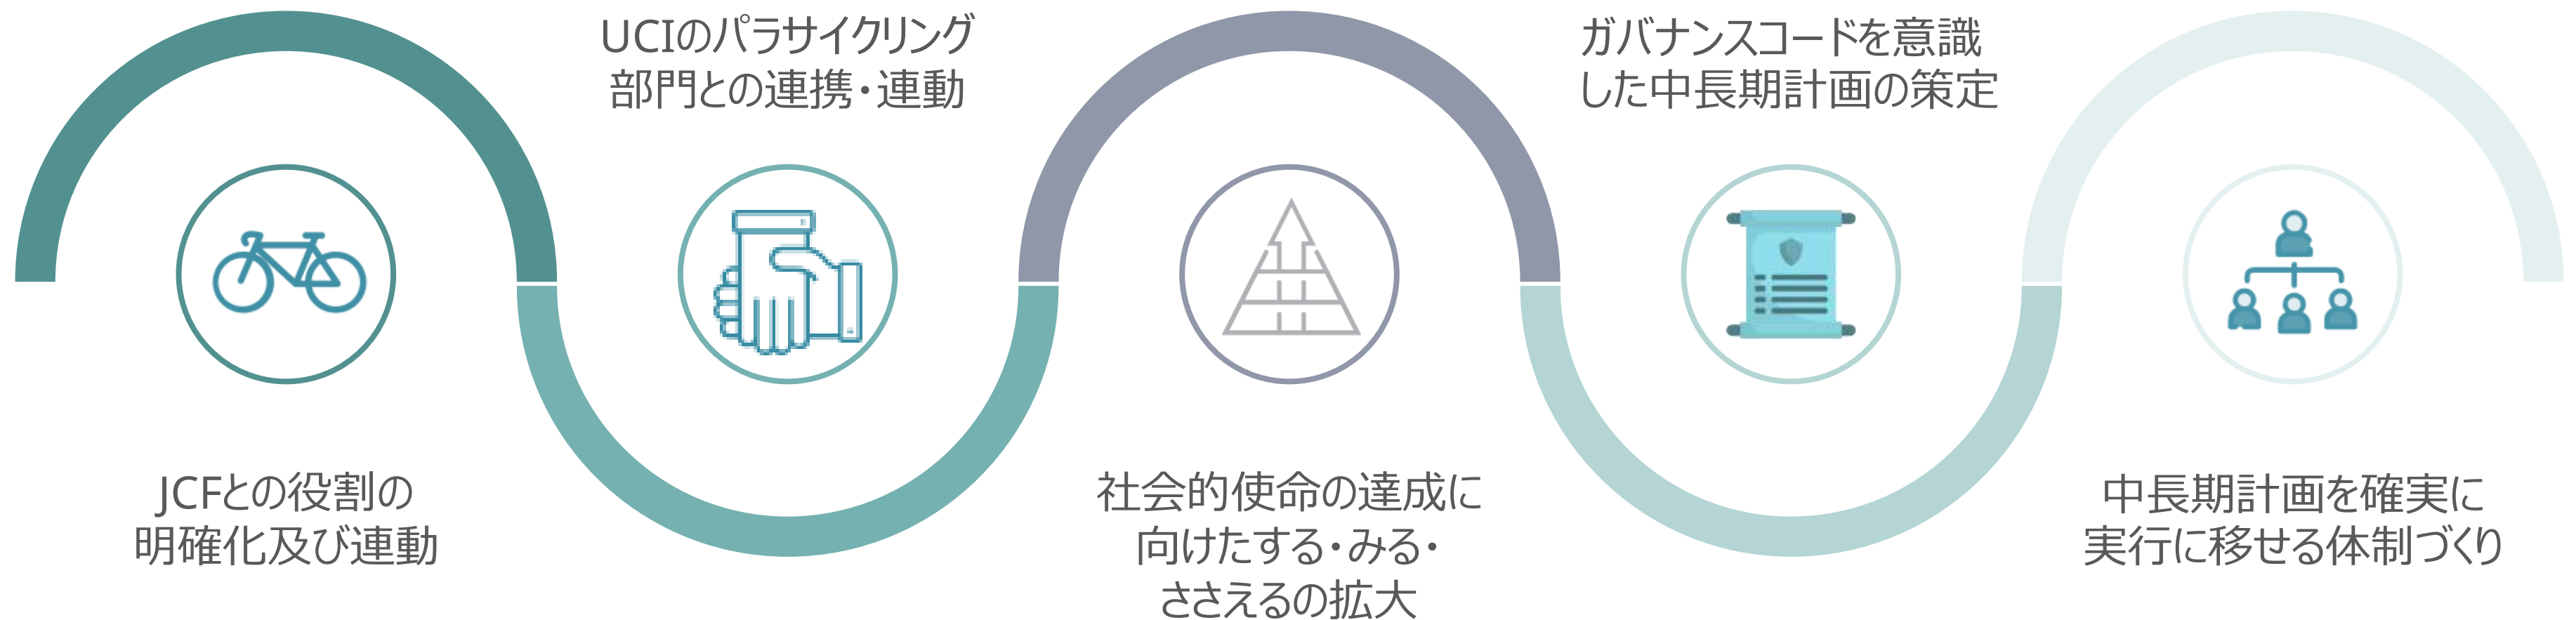 JCFとの役割の
明確化及び連動
UCIのパラサイクリング
部門との連携・連動
社会的使命の達成に
向けたする・みる・
ささえるの拡大
ガバナンスコードを意識
した中長期計画の策定
中長期計画を確実に
実行に移せる体制づくり